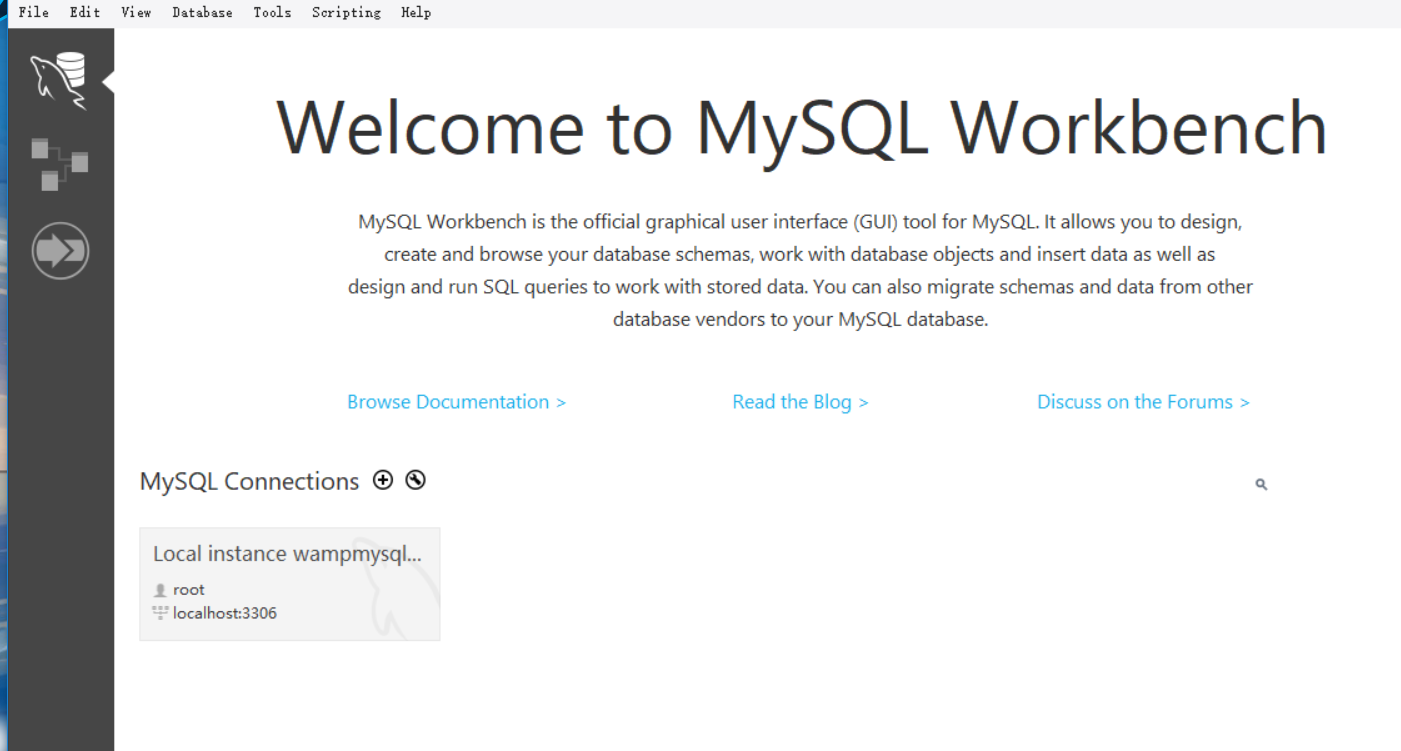 File Edit View Database Tools Scripting Help
Welcome to MySQL Workbench
MySQL Workbench is the official graphical user interface (GUI) tool for MySQL. It allows you to design,
create and browse your database schemas, work with database objects and insert data as well as
design and run SQL queries to work with stored data. You can also migrate schemas and data from other
database vendors to your MySQL database.
Browse Documentation > Read the Blog > Discuss on the Forums >
MySQL Connections
Local instance wampmysql...
root
localhost:3306